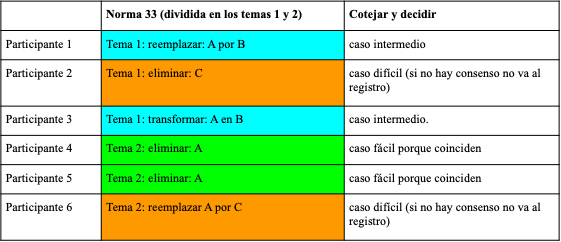 Norma 33 (dividida en los temas 1 y 2) Cotejar y decidir
Participante 1 Tema 1: reemplazar: A por B caso intermedio
Participante 2 Tema 1: eliminar: C caso difícil (si no hay consenso no va al
registro)
Participante 3 Tema 1: transformar: A en B caso intermedio.
Participante 4 Tema 2: eliminar: A caso fácil porque coinciden
Participante 5 Tema 2: eliminar: A caso fácil porque coinciden
Participante 6 Tema 2: reemplazar A por C caso difícil (si no hay consenso no va al
registro)